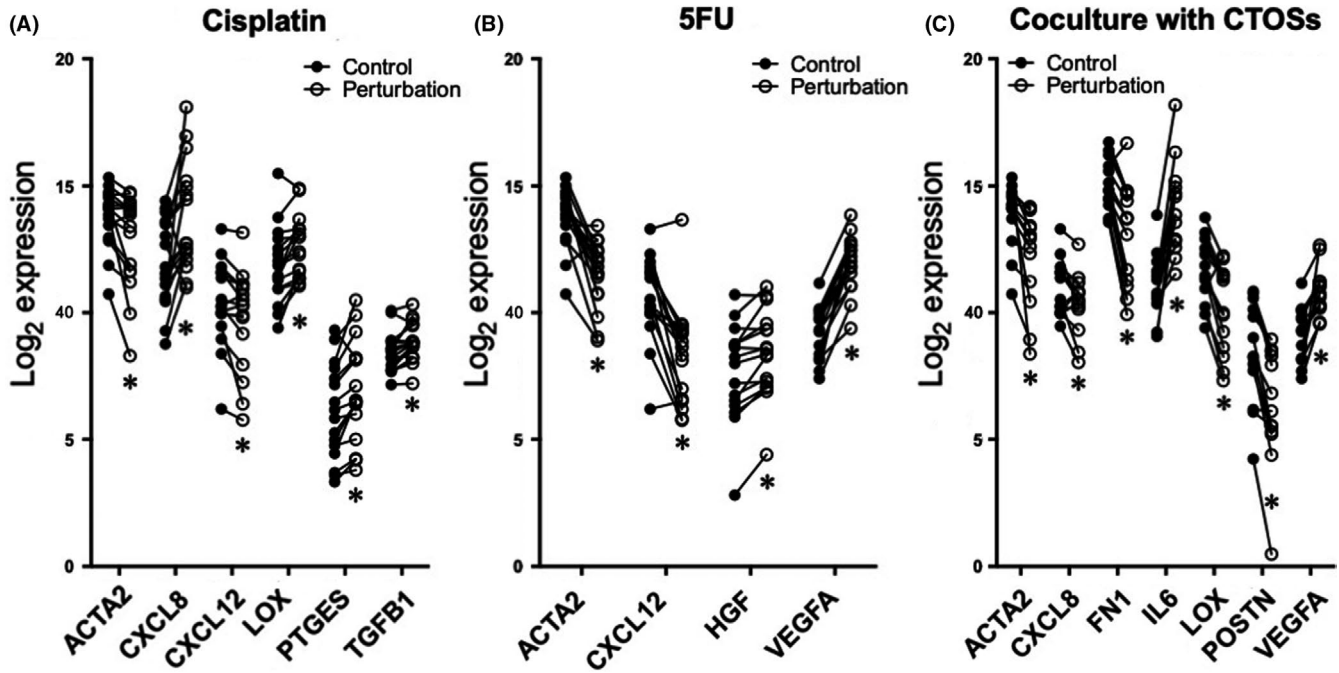 (A) Cisplatin
Control
Perturbation
Log2 expression
20
15
40
5
0
ACTA2
CXCL8
CXCL12
LOX
PTGES
TGFB1
*
*
*
*
*
*
(B) 5FU
Control
Perturbation
Log2 expression
20
15
40
5
0
ACTA2
CXCL12
HGF
VEGFA
*
*
*
*
(C) Coculture with CTOSs
Control
Perturbation
Log2 expression
20
15
40
5
0
ACTA2
CXCL8
FN1
IL6
LOX
POSTN
VEGFA
*
*
*
*
*
*
*